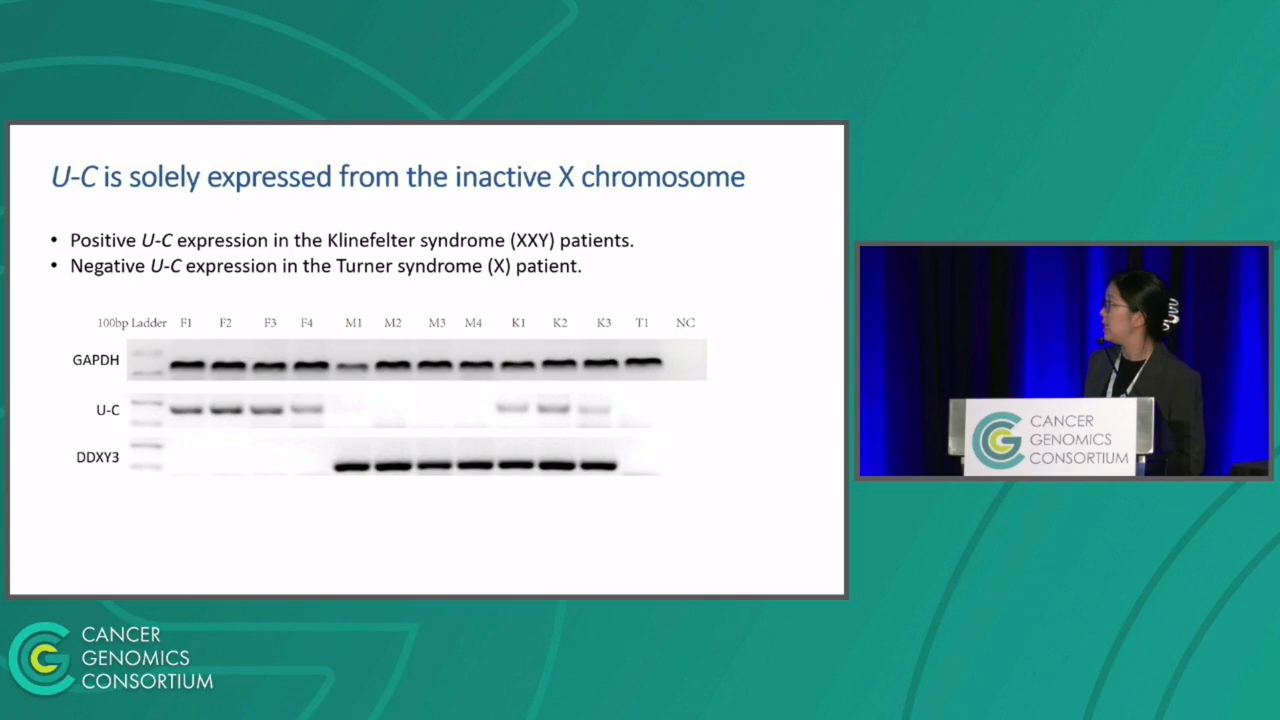 U-C is solely expressed from the inactive X chromosome
• Positive U-C expression in the Klinefelter syndrome (XXY) patients.
• Negative U-C expression in the Turner syndrome (X) patient.
100bp Ladder F1 F2 F3 F4 M1 M2 M3 M4 K1 K2 K3 T1 NC
GAPDH
U-C
DDXY3
CANCER
GENOMICS
CONSORTIUM
CANCER
GENOMICS
CONSORTIUM